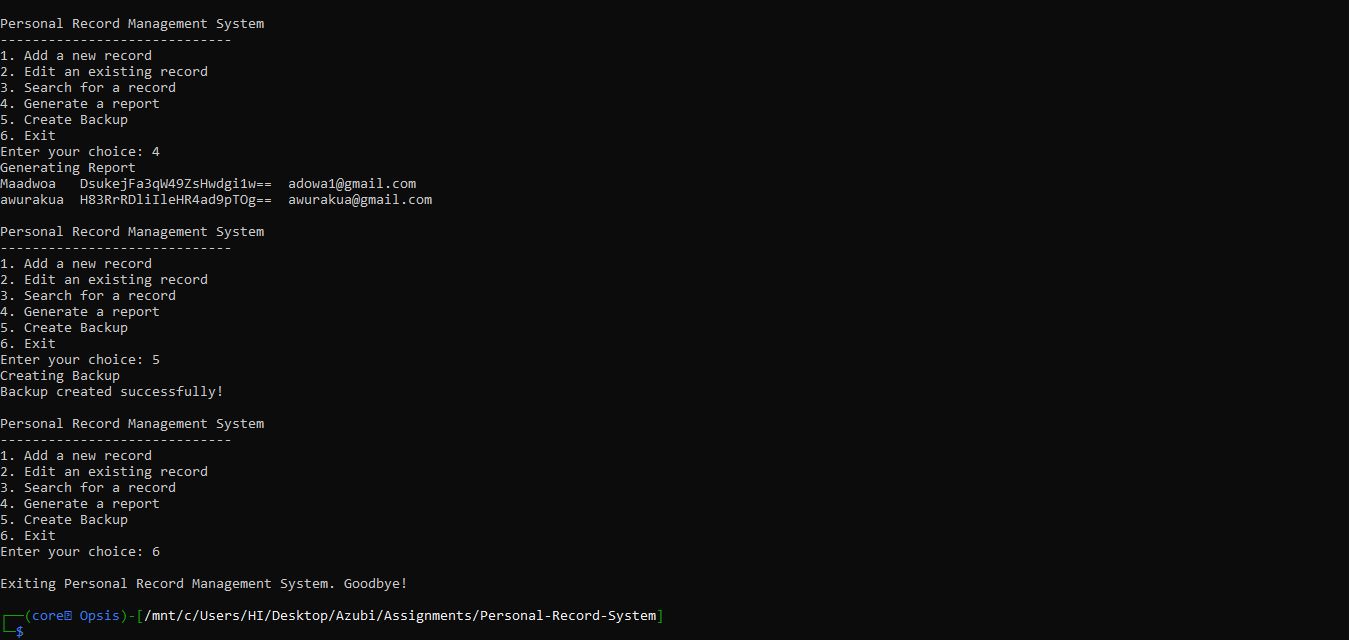 Personal Record Management System
-----------------------------
1. Add a new record
2. Edit an existing record
3. Search for a record
4. Generate a report
5. Create Backup
6. Exit
Enter your choice: 4
Generating Report
Maadwoa   DsukejFa3qW49ZsHwdgi1w==  adowa1@gmail.com
awurakua  H83RrRDliIleHR4ad9pTOg==  awurakua@gmail.com

Personal Record Management System
-----------------------------
1. Add a new record
2. Edit an existing record
3. Search for a record
4. Generate a report
5. Create Backup
6. Exit
Enter your choice: 5
Creating Backup
Backup created successfully!

Personal Record Management System
-----------------------------
1. Add a new record
2. Edit an existing record
3. Search for a record
4. Generate a report
5. Create Backup
6. Exit
Enter your choice: 6

Exiting Personal Record Management System. Goodbye!

┌──(core⍰ Opsis)-[/mnt/c/Users/HI/Desktop/Azubi/Assignments/Personal-Record-System]
└─$